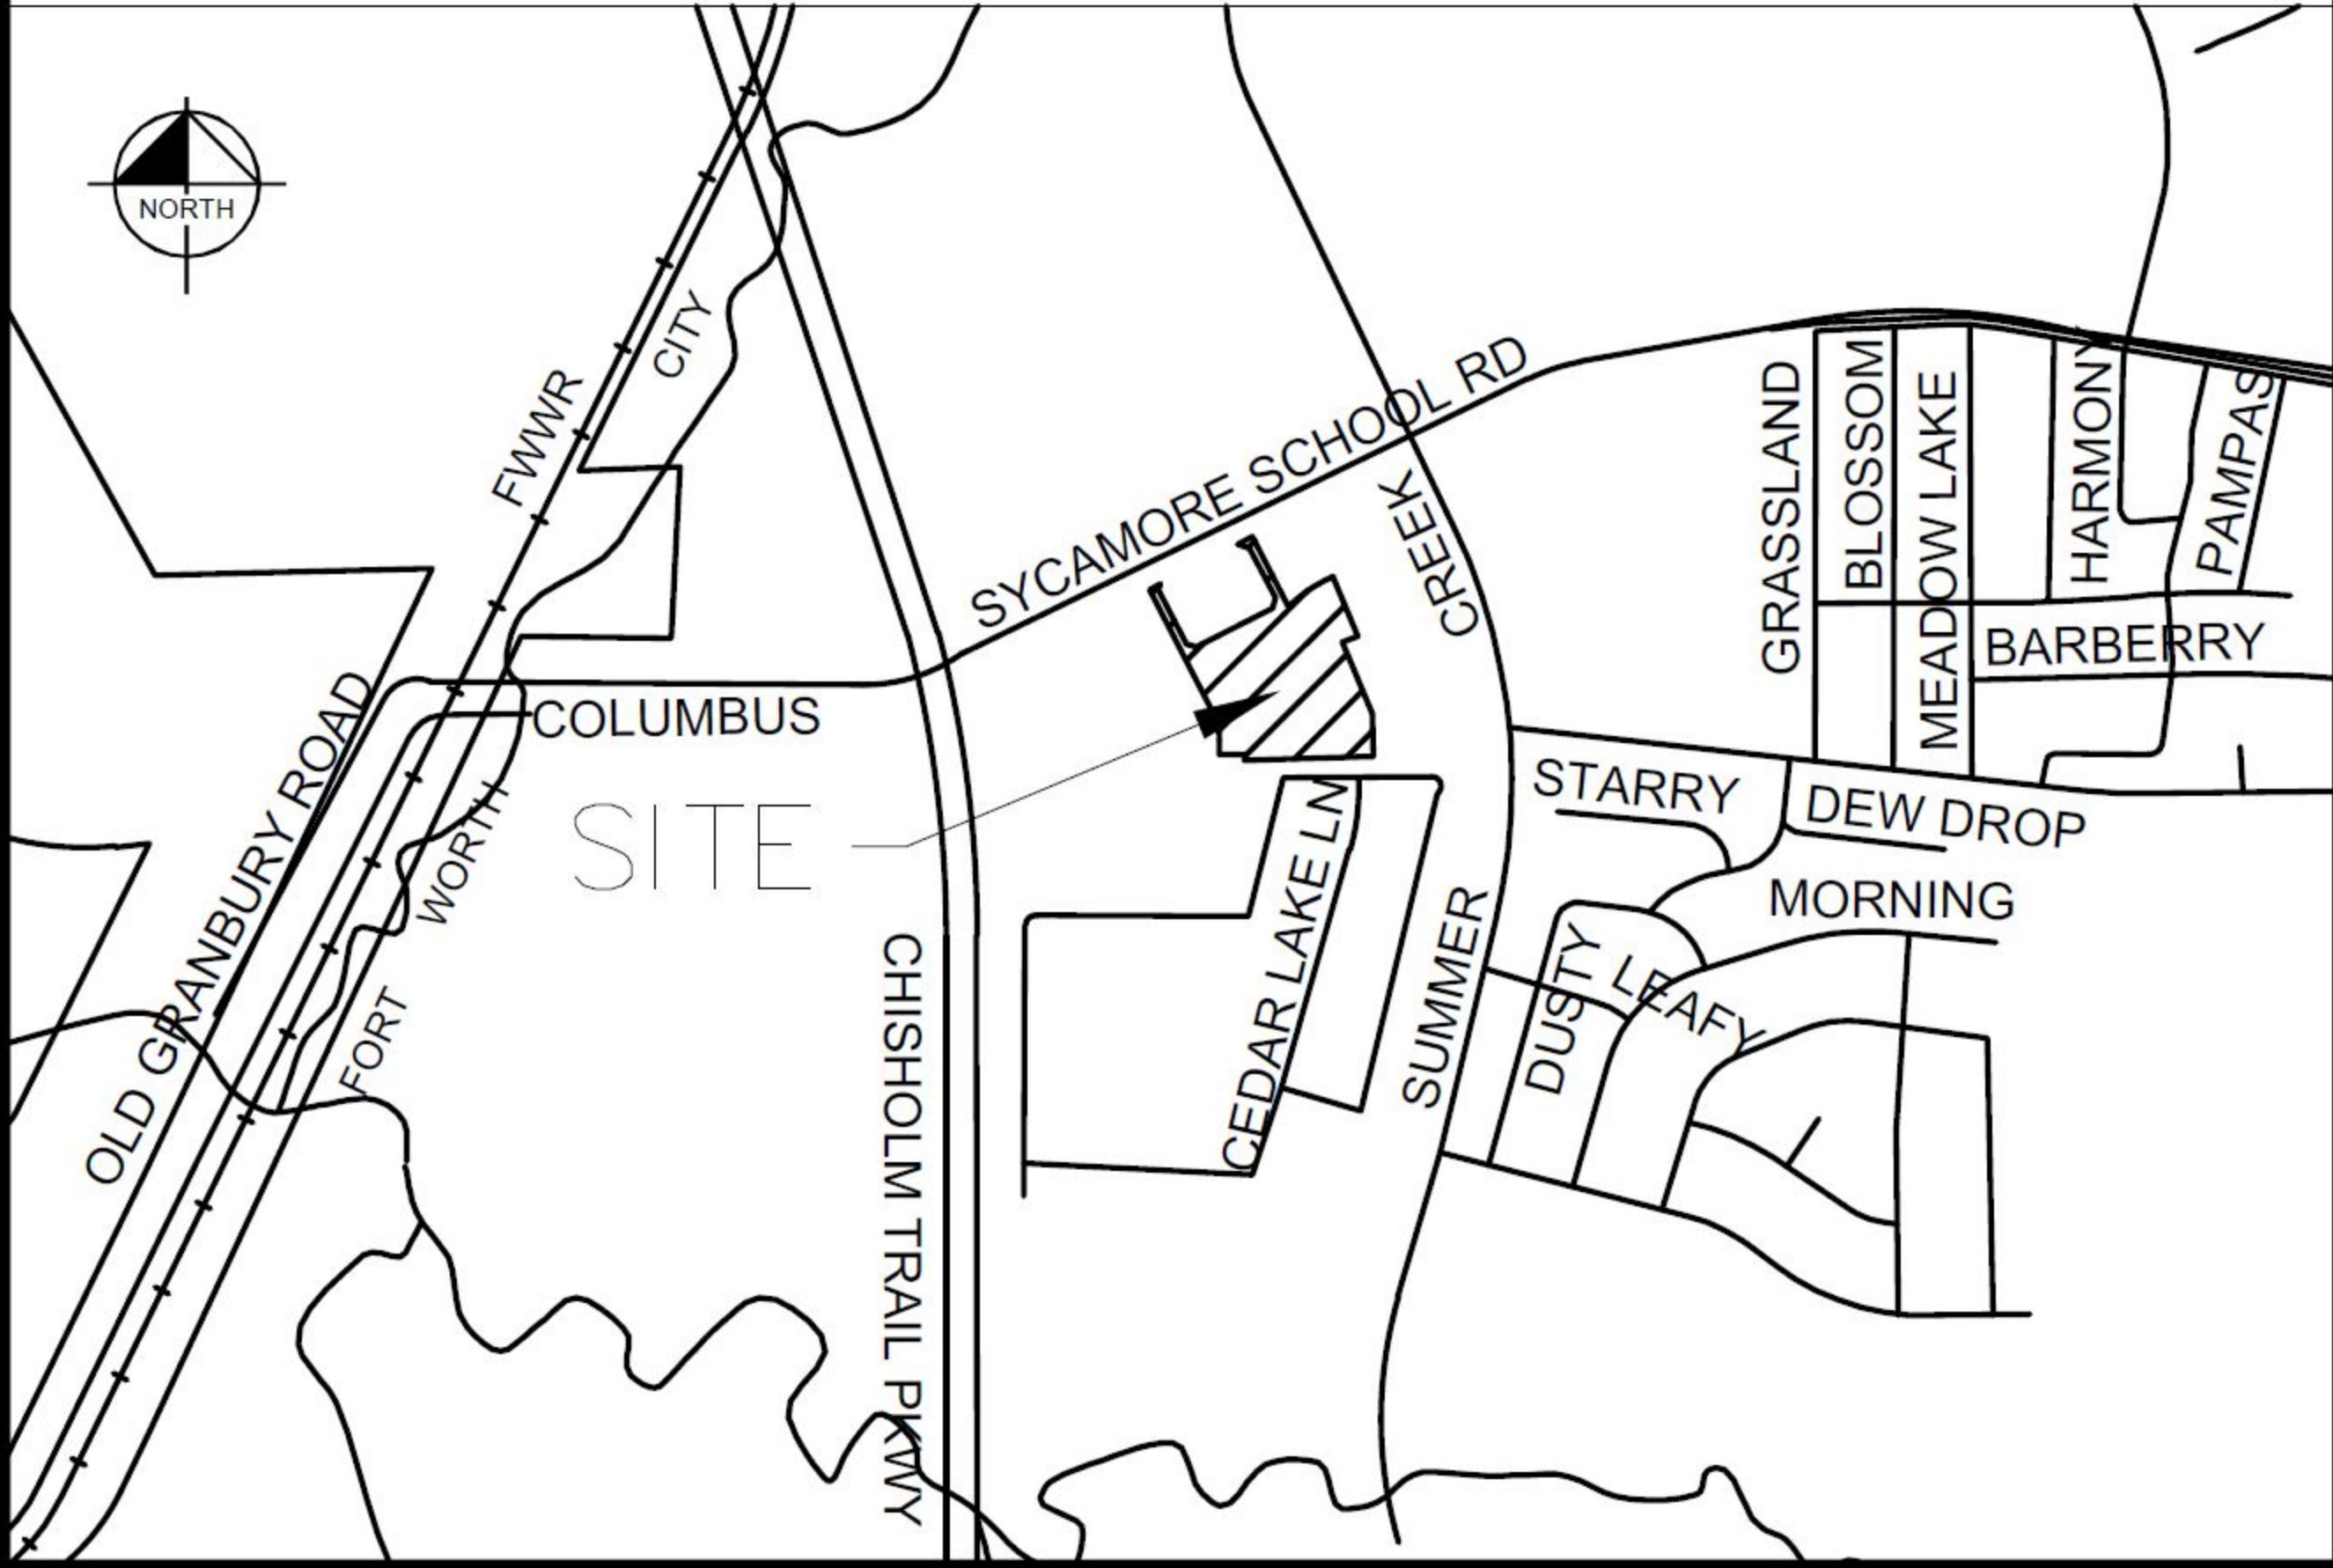 NORTH
CITY
FWWR
SYCAMORE SCHOOL RD
CREEK
GRASSLAND
BLOSSOM
MEADOW LAKE
HARMONY
PAMPAS
BARBERRY
OLD GRANBURY ROAD
COLUMBUS
SITE
WORTH
FORT
STARRY
DEW DROP
MORNING
CEDAR LAKE LN
SUMMER
DUSTY
LEAFY
CHISHOLM TRAIL PKWY